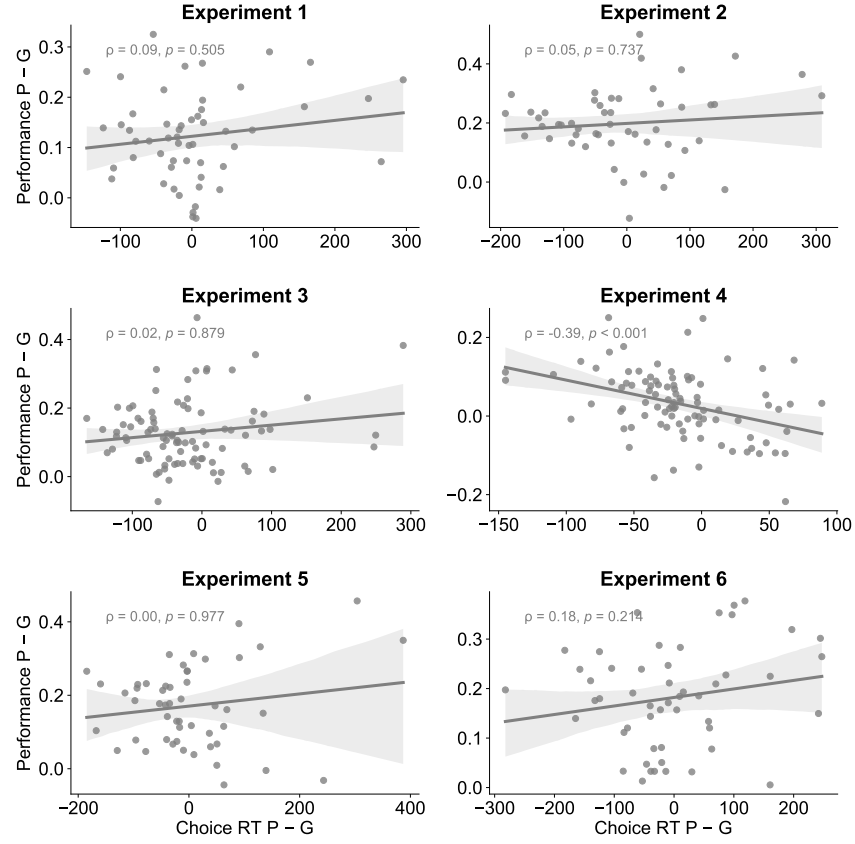 Experiment 1
ρ = 0.09, p = 0.505
Performance P − G
0.3
0.2
0.1
0.0
−100 0 100 200 300
Experiment 2
ρ = 0.05, p = 0.737
0.4
0.2
0.0
−200 −100 0 100 200 300
Experiment 3
ρ = 0.02, p = 0.879
Performance P − G
0.4
0.2
0.0
−100 0 100 200 300
Experiment 4
ρ = -0.39, p < 0.001
0.2
0.0
−0.2
−150 −100 −50 0 50 100
Experiment 5
ρ = 0.00, p = 0.977
Performance P − G
0.4
0.2
0.0
−200 0 200 400
Choice RT P − G
Experiment 6
ρ = 0.18, p = 0.214
0.3
0.2
0.1
0.0
−300 −200 −100 0 100 200
Choice RT P − G